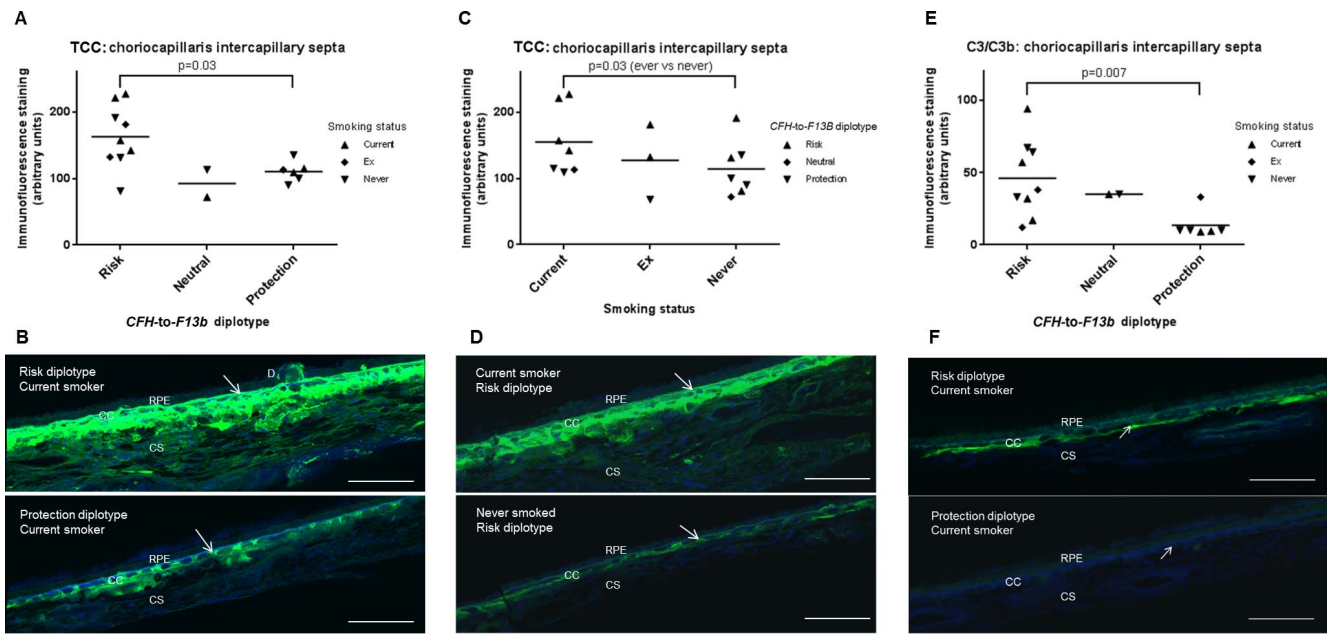 A
TCC: choriocapillaris intercapillary septa
p=0.03
Immunofluorescence staining
(arbitrary units)
200
100
0
Risk
Neutral
Protection
CFH-to-F13b diplotype
Smoking status
Current
Ex
Never
C
TCC: choriocapillaris intercapillary septa
p=0.03 (ever vs never)
Immunofluorescence staining
(arbitrary units)
200
100
0
Current
Ex
Never
Smoking status
CFH-to-F13B diplotype
Risk
Neutral
Protection
E
C3/C3b: choriocapillaris intercapillary septa
p=0.007
Immunofluorescence staining
(arbitrary units)
100
50
0
Risk
Neutral
Protection
CFH-to-F13b diplotype
Smoking status
Current
Ex
Never
B
Risk diplotype
Current smoker
D
RPE
CC
CS
Protection diplotype
Current smoker
RPE
CC
CS
D
Current smoker
Risk diplotype
RPE
CC
CS
Never smoked
Risk diplotype
RPE
CC
CS
F
Risk diplotype
Current smoker
RPE
CC
CS
Protection diplotype
Current smoker
RPE
CC
CS